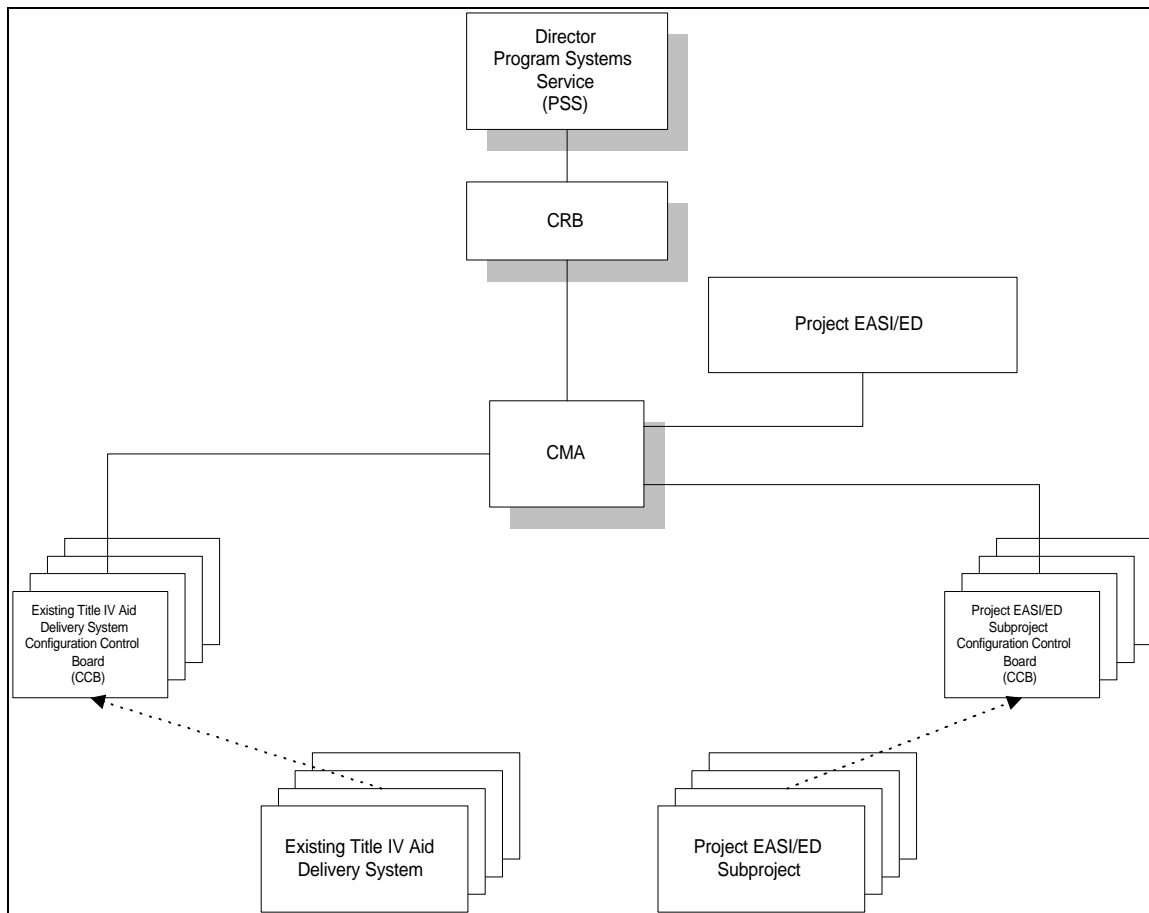 Director
Program Systems
Service
(PSS)
CRB
Project EASI/ED
CMA
Existing Title IV Aid
Delivery System
Configuration Control
Board
(CCB)
Project EASI/ED
Subproject
Configuration Control
Board
(CCB)
Existing Title IV Aid
Delivery System
Project EASI/ED
Subproject